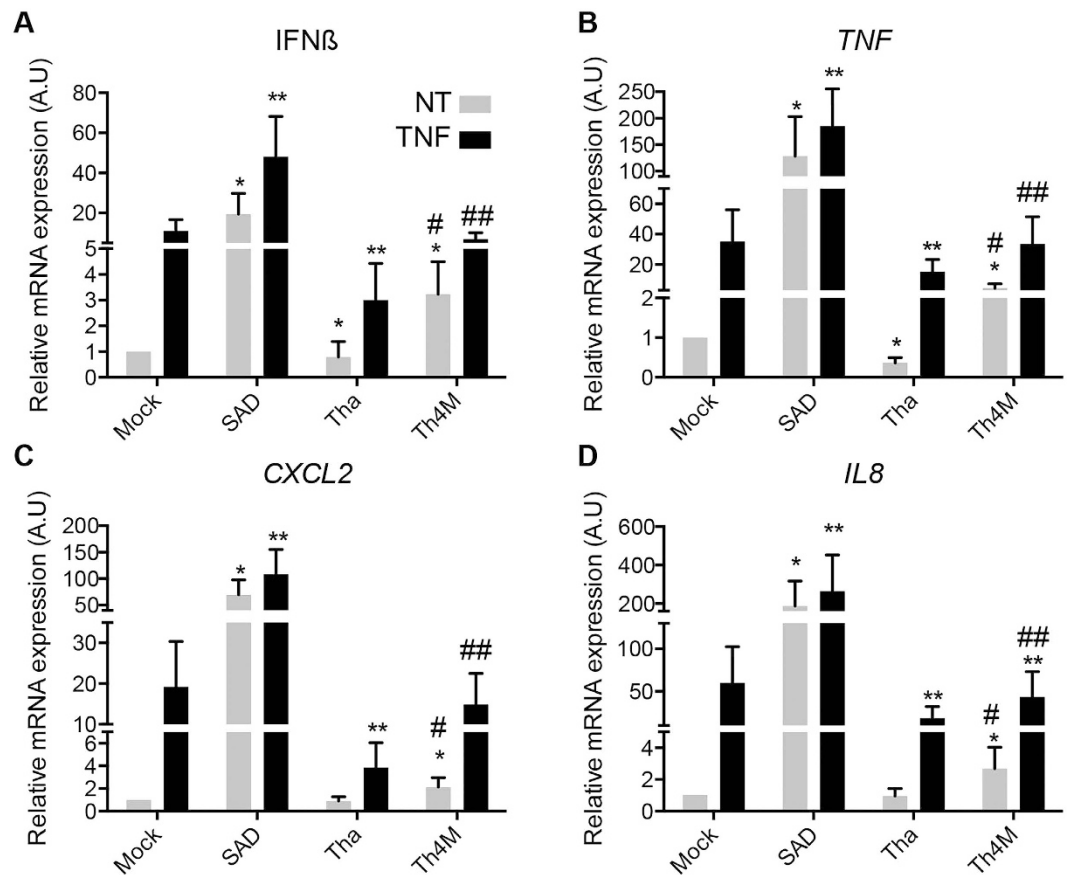 A
IFNß
Relative mRNA expression (A.U)
80
60
40
20
5
4
3
2
1
0
NT
TNF
*
**
*
**
#
*
##
Mock
SAD
Tha
Th4M
B
TNF
Relative mRNA expression (A.U)
250
200
150
100
60
40
20
2
1
0
*
**
*
**
#
*
##
Mock
SAD
Tha
Th4M
C
CXCL2
Relative mRNA expression (A.U)
200
150
100
50
30
20
10
6
4
2
0
*
**
**
#
*
##
Mock
SAD
Tha
Th4M
D
IL8
Relative mRNA expression (A.U)
600
400
200
100
50
4
2
0
*
**
**
#
*
##
**
Mock
SAD
Tha
Th4M